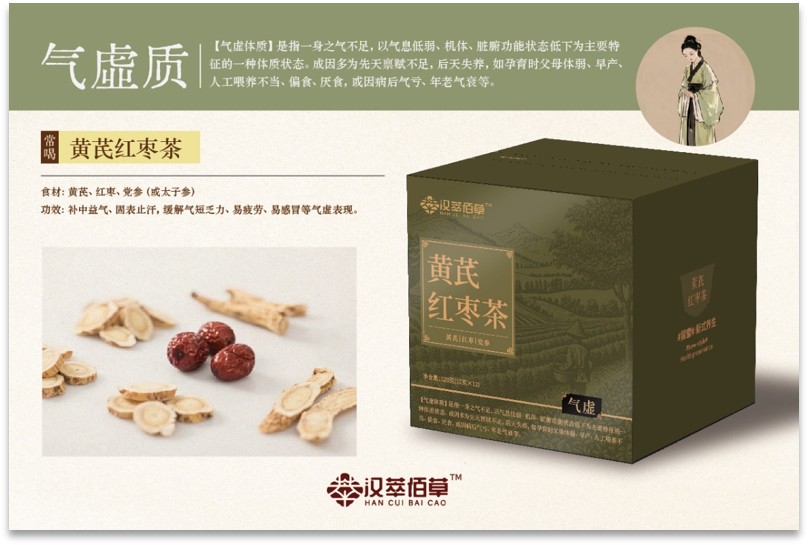 气虚质
【气虚体质】是指一身之气不足,以气息低弱、机体、脏腑功能状态低下为主要特
征的一种体质状态。成因多为先天禀赋不足,后天失养,如孕育时父母体弱、早产、
人工喂养不当、偏食、厌食,或因病后气亏、年老气衰等。
常喝
黄芪红枣茶
食材: 黄芪、红枣、党参 (或太子参)
功效: 补中益气、固表止汗,缓解气短乏力、易疲劳、易感冒等气虚表现。
汉萃佰草™
HAN CUI BAI CAO
黄芪
红枣茶
黄芪|红枣|党参
气虚
黄芪
红枣茶
汉萃佰草™
HAN CUI BAI CAO